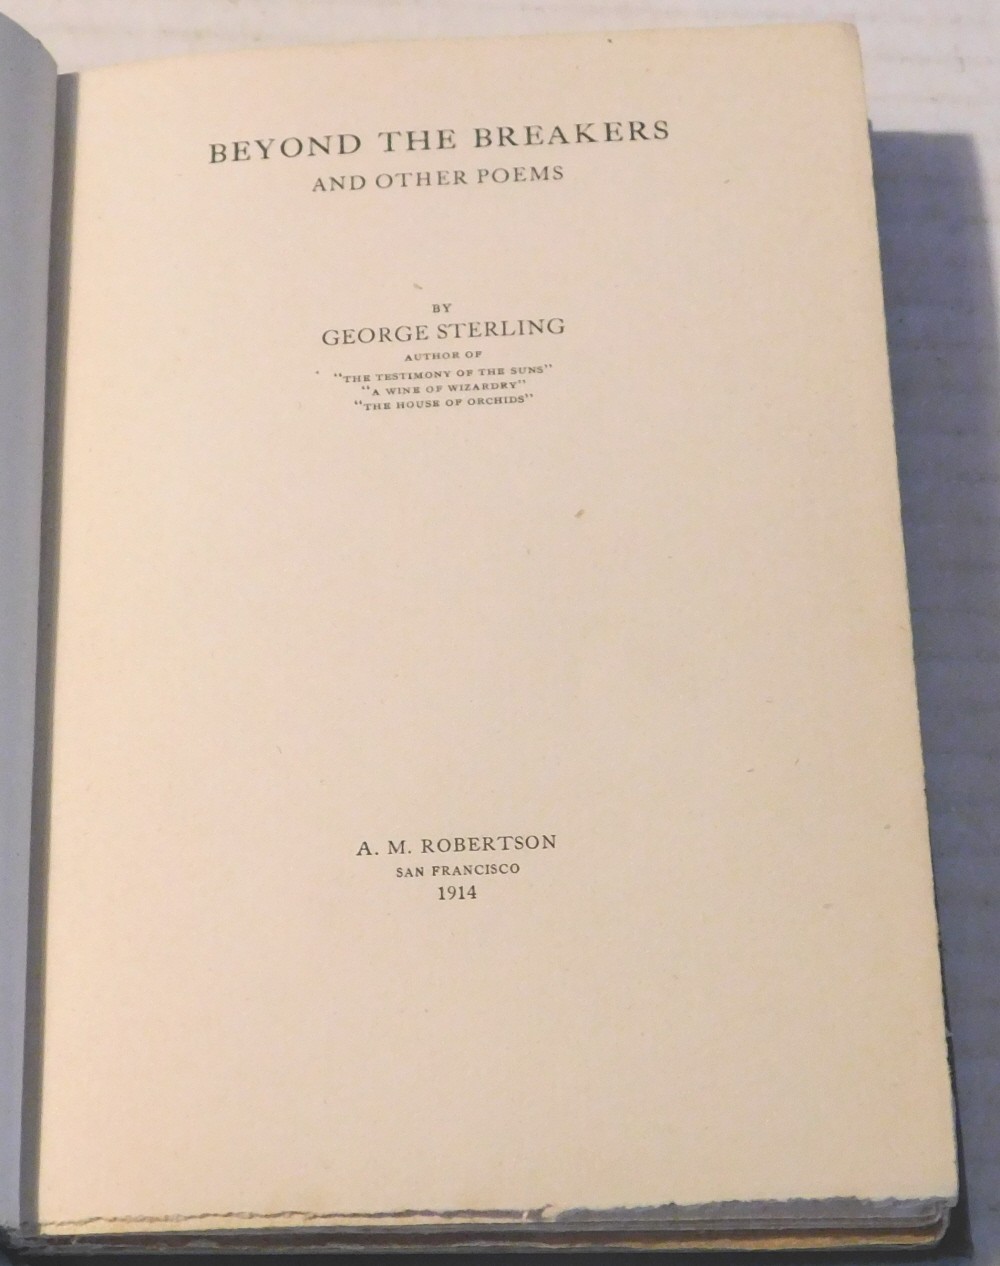 BEYOND THE BREAKERS
AND OTHER POEMS
BY
GEORGE STERLING
AUTHOR OF
"THE TESTIMONY OF THE SUNS"
"A WINE OF WIZARDRY"
"THE HOUSE OF ORCHIDS"
A. M. ROBERTSON
SAN FRANCISCO
1914